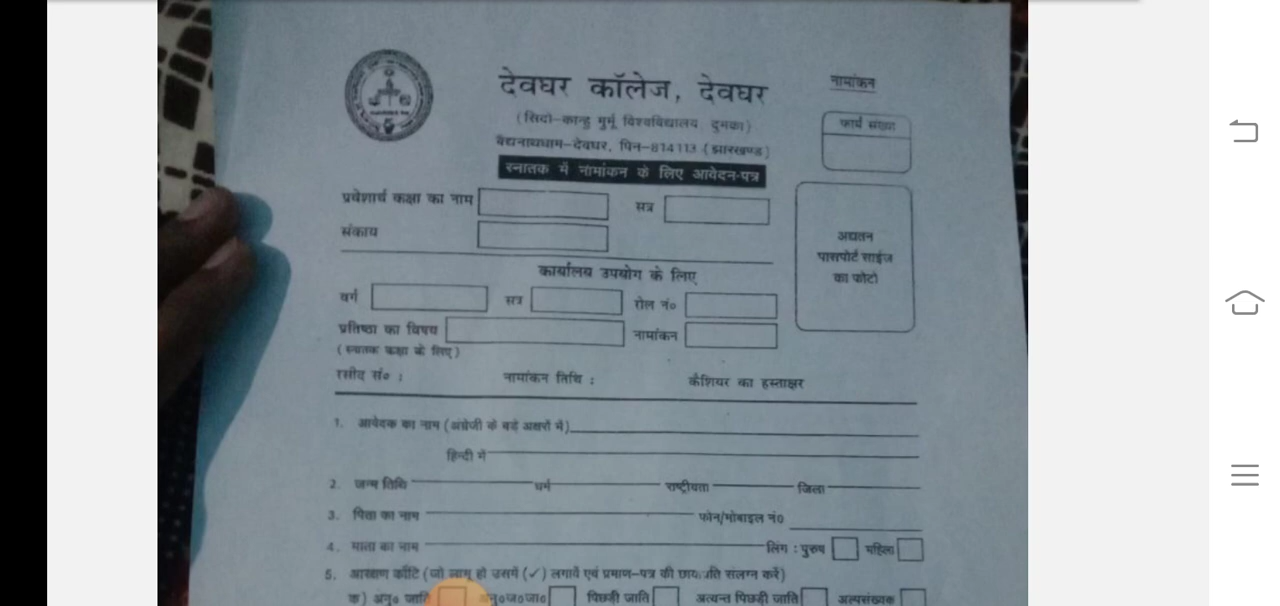 देवघर कॉलेज, देवघर
नामांकन
(सिदो-कान्हु मुर्मू विश्वविद्यालय दुमका)
फार्म संख्या
वैद्यनाथधाम-देवघर, पिन-814113 (झारखण्ड)
स्नातक में नामांकन के लिए आवेदन-पत्र
प्रवेशार्थ कक्षा का नाम सत्र
संकाय
अद्यतन
पासपोर्ट साईज
का फोटो
कार्यालय उपयोग के लिए
वर्ग सत्र रोल नं०
प्रतिष्ठा का विषय नामांकन
(स्नातक कक्षा के लिए)
रसीद सं० : नामांकन तिथि : कैशियर का हस्ताक्षर
1. आवेदक का नाम (अंग्रेजी के बड़े अक्षरों में)
हिन्दी में
2. जन्म तिथि धर्म राष्ट्रीयता जिला
3. पिता का नाम फोन/मोबाइल नं०
4. माता का नाम लिंग : पुरुष महिला
5. आरक्षण कोटि (जो लागू हो उसमें (✓) लगावें एवं प्रमाण-पत्र की छायाप्रति संलग्न करें)
क) अनु० जाति अनु०ज०जा० पिछड़ी जाति अत्यन्त पिछड़ी जाति अल्पसंख्यक